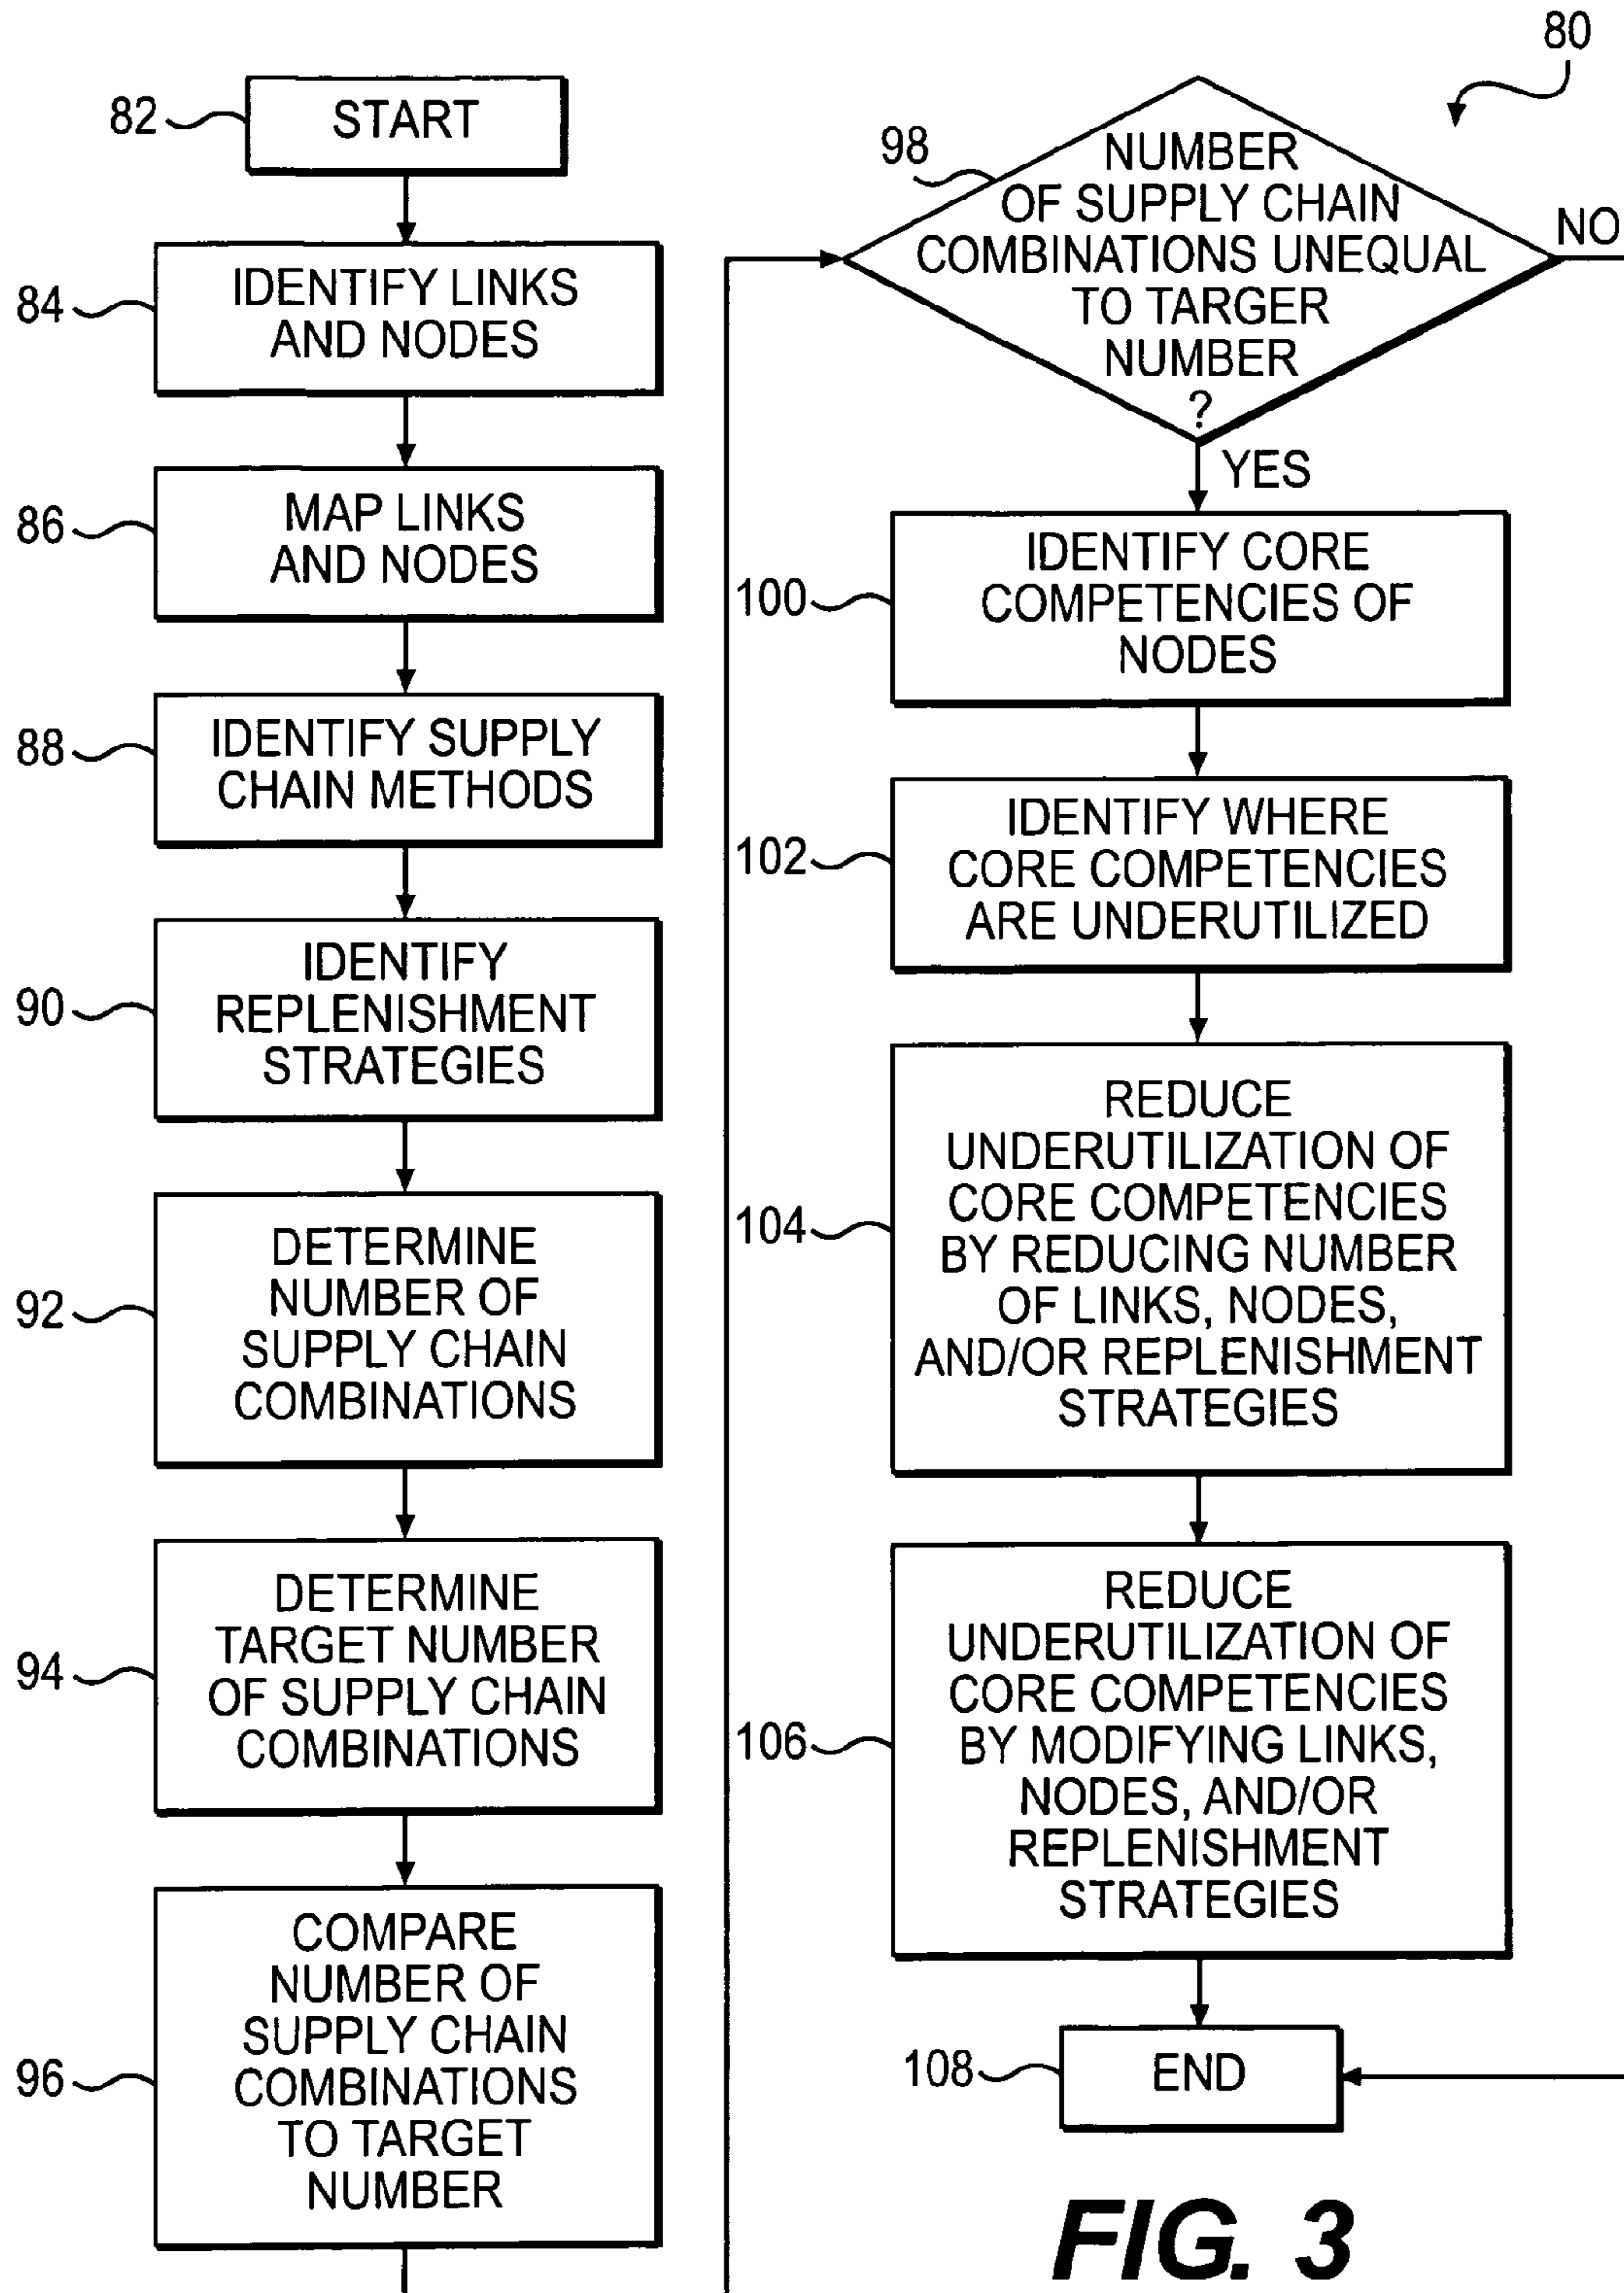 82
START
84
IDENTIFY LINKS
AND NODES
86
MAP LINKS
AND NODES
88
IDENTIFY SUPPLY
CHAIN METHODS
90
IDENTIFY
REPLENISHMENT
STRATEGIES
92
DETERMINE
NUMBER OF
SUPPLY CHAIN
COMBINATIONS
94
DETERMINE
TARGET NUMBER
OF SUPPLY CHAIN
COMBINATIONS
96
COMPARE
NUMBER OF
SUPPLY CHAIN
COMBINATIONS
TO TARGET
NUMBER
80
98
NUMBER
OF SUPPLY CHAIN
COMBINATIONS UNEQUAL
TO TARGER
NUMBER
?
NO
YES
100
IDENTIFY CORE
COMPETENCIES OF
NODES
102
IDENTIFY WHERE
CORE COMPETENCIES
ARE UNDERUTILIZED
104
REDUCE
UNDERUTILIZATION OF
CORE COMPETENCIES
BY REDUCING NUMBER
OF LINKS, NODES,
AND/OR REPLENISHMENT
STRATEGIES
106
REDUCE
UNDERUTILIZATION OF
CORE COMPETENCIES
BY MODIFYING LINKS,
NODES, AND/OR
REPLENISHMENT
STRATEGIES
108
END
FIG. 3